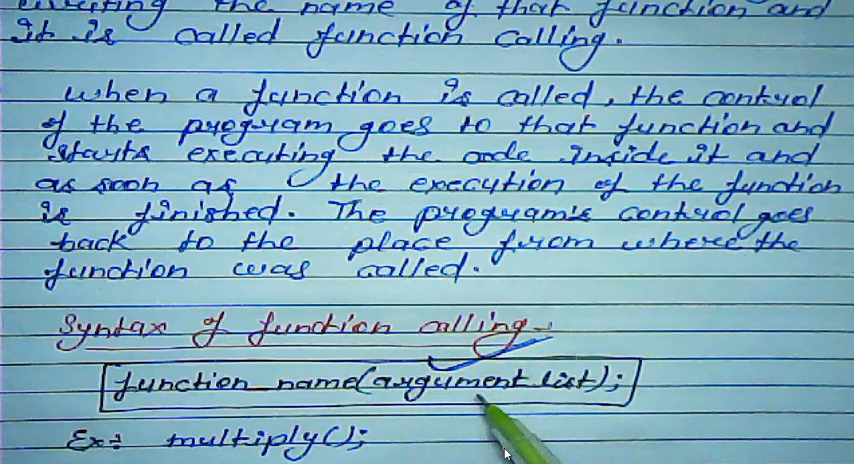 the name of that function and
it is called function calling.
when a function is called, the control
of the program goes to that function and
starts executing the code inside it and
as soon as the execution of the function
is finished. The program's control goes
back to the place from where the
function was called.
Syntax of function calling-
function name(argument list);
Ex: multiply();